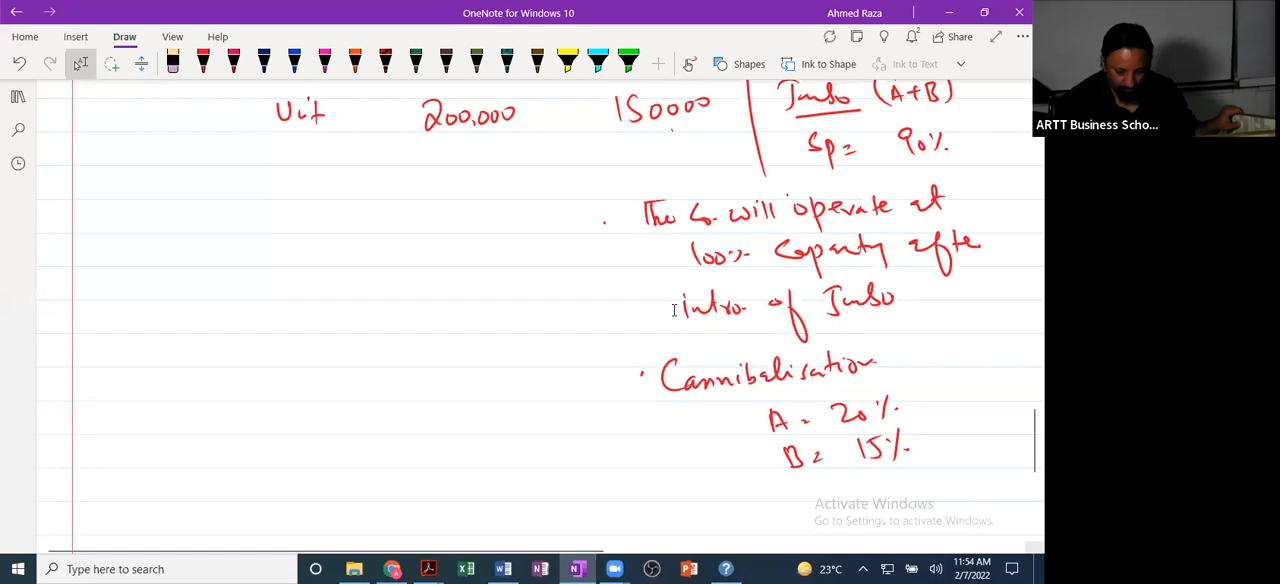 OneNote for Windows 10
Ahmed Raza
Home Insert Draw View Help
Share
Shapes Ink to Shape Ink to Text
ARTT Business Scho...
Unit 200,000 150000
Jumbo (A+B)
Sp = 90%
. The Co. will operate at
100% Capacity after
intro. of Jumbo
. Cannibalisation
A = 20%.
B = 15%.
Activate Windows
Go to Settings to activate Windows.
Type here to search
23°C
11:54 AM
2/7/2022